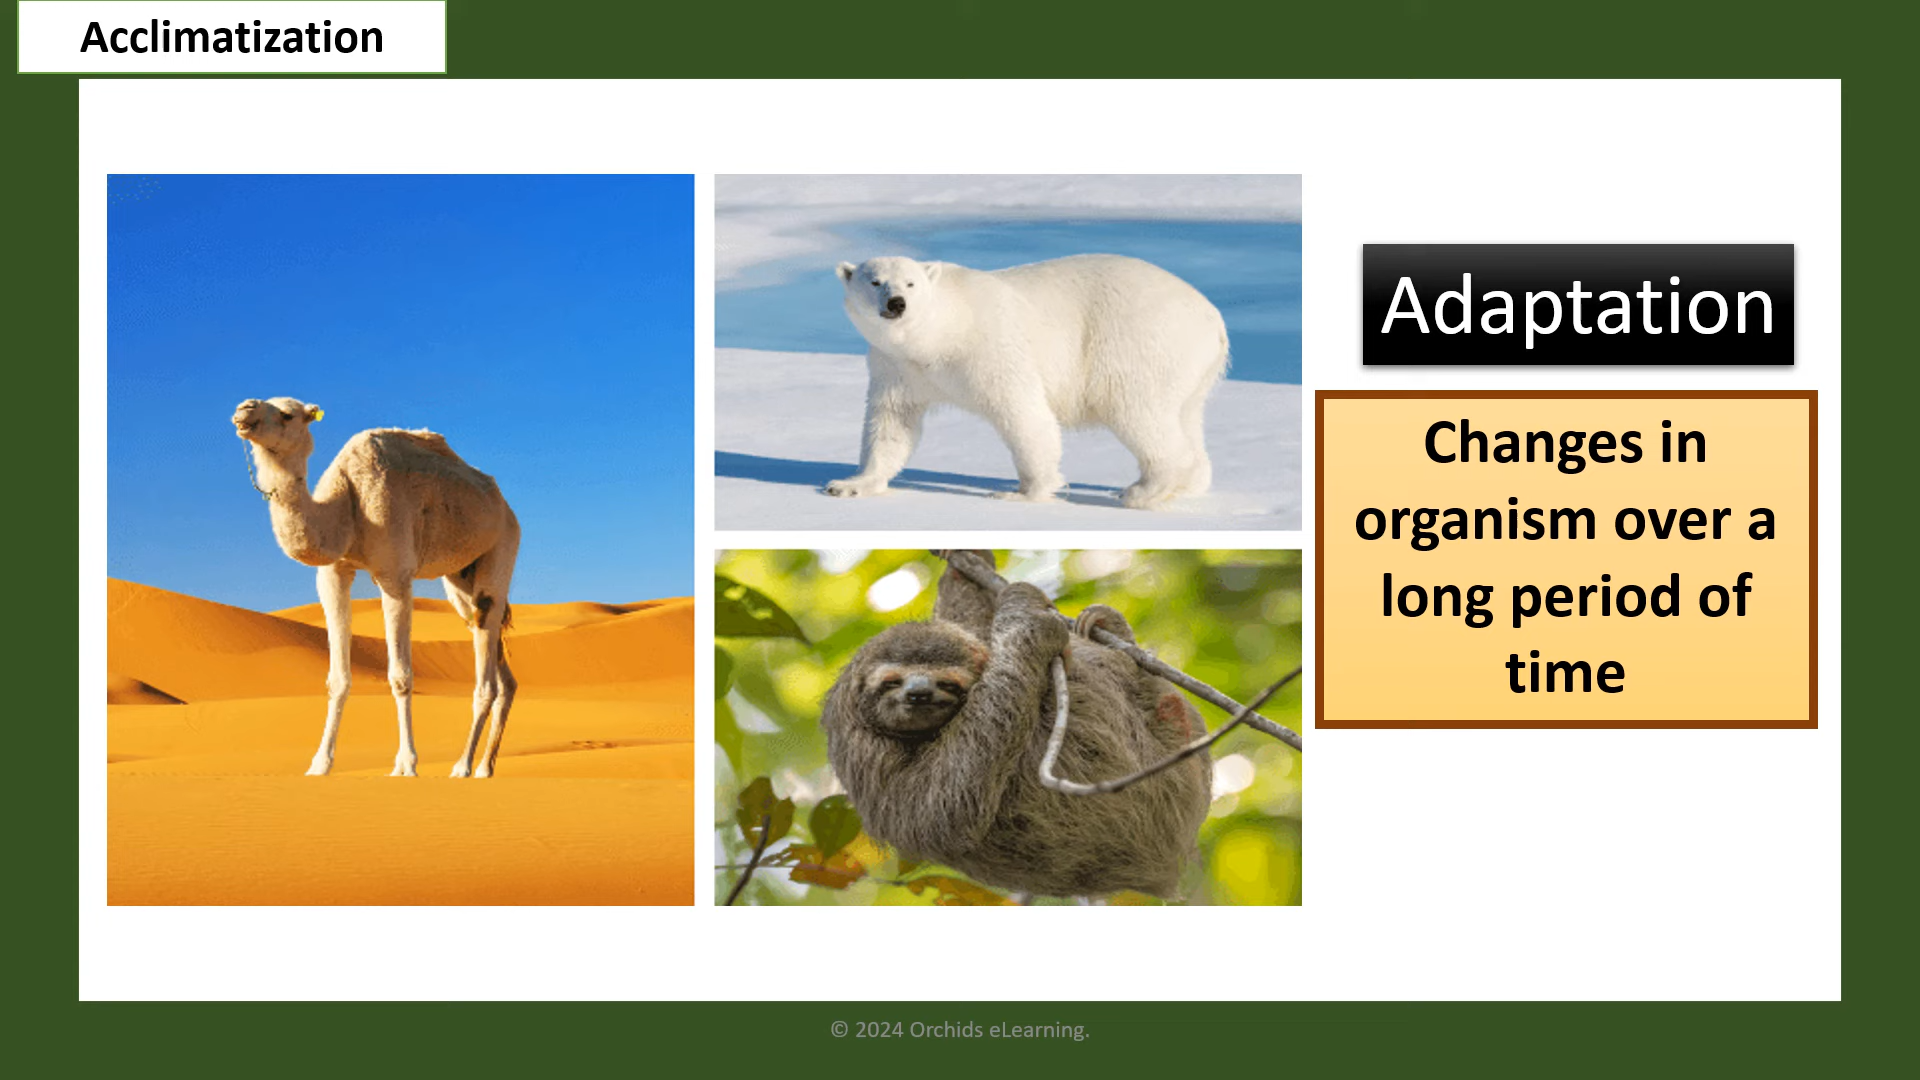 Acclimatization
Adaptation
Changes in
organism over a
long period of
time
© 2024 Orchids eLearning.